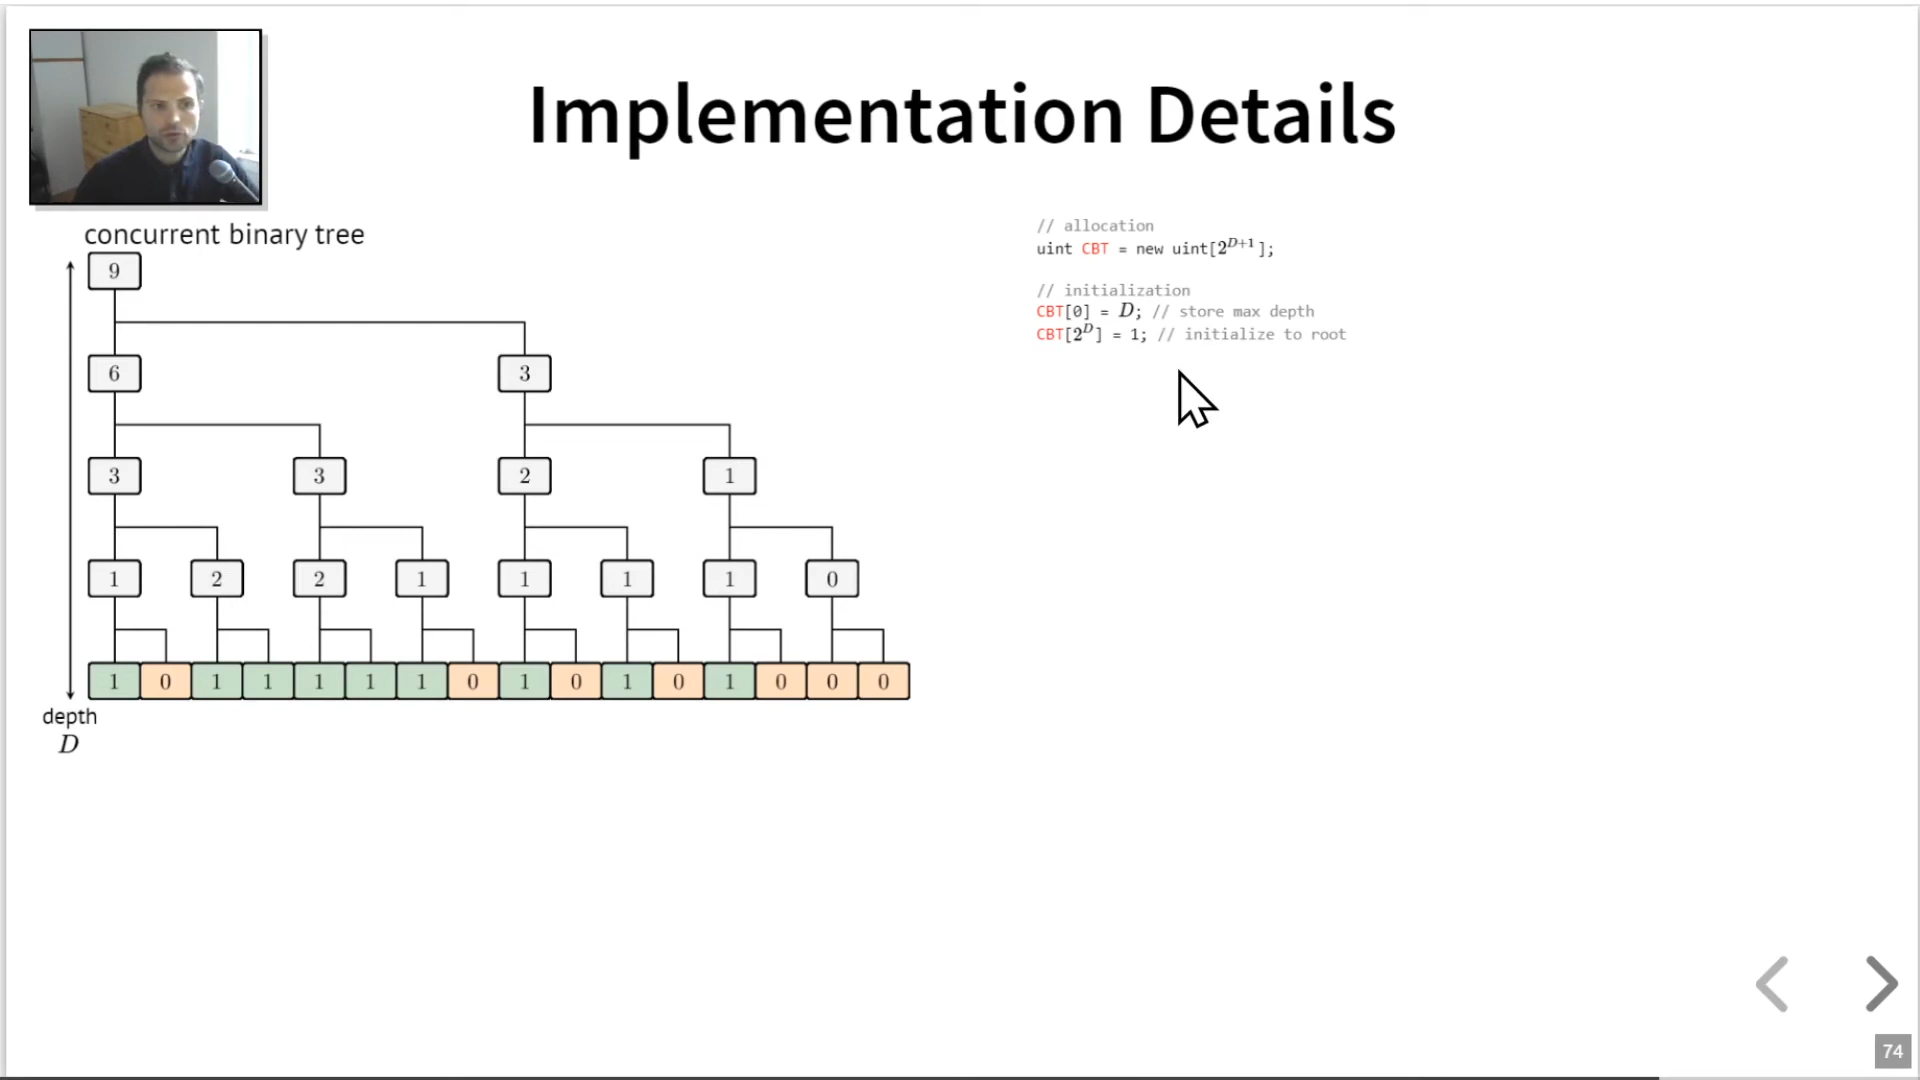 Implementation Details
concurrent binary tree
9
6 3
3 3 2 1
1 2 2 1 1 1 1 0
1 0 1 1 1 1 1 0 1 0 1 0 1 0 0 0
depth
D
// allocation
uint CBT = new uint[2^{D+1}];
// initialization
CBT[0] = D; // store max depth
CBT[2^D] = 1; // initialize to root
74